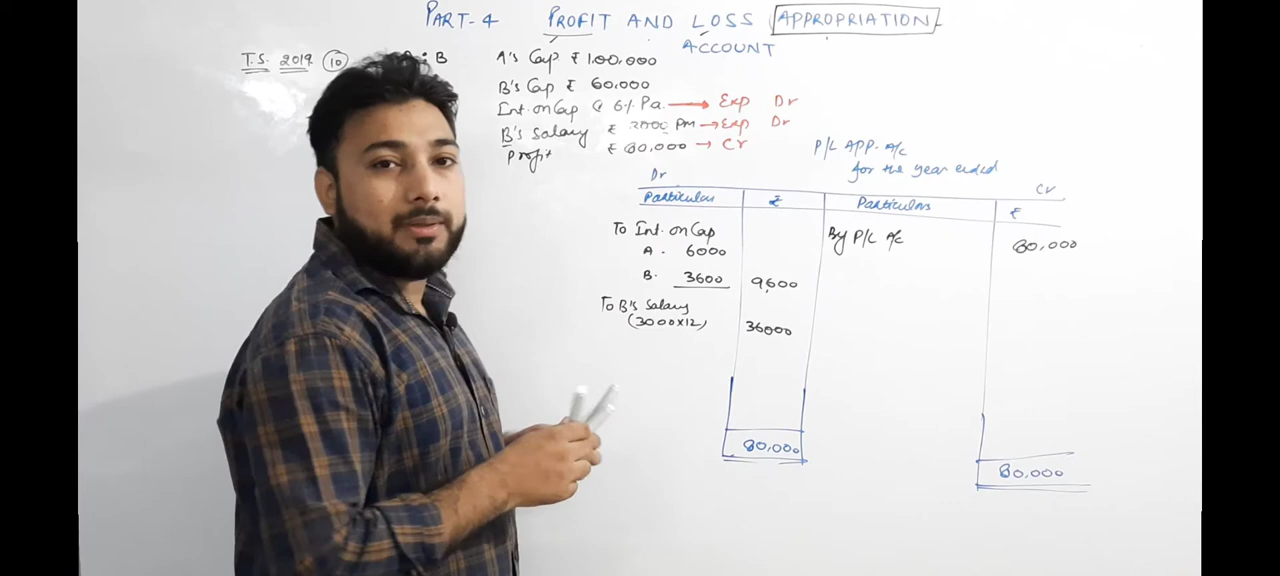 PART-4 PROFIT AND LOSS APPROPRIATION
ACCOUNT
T.S. 2019 (10) : B
A's Cap ₹ 1,00,000
B's Cap ₹ 60,000
Int. on Cap @ 6% Pa. → Exp Dr
B's Salary ₹ 3000 PM → Exp Dr
Profit ₹ 80,000 → Cr
P/L APP. A/c
for the year ended
Dr Cr
Particulars ₹ Particulars ₹
To Int. on Cap By P/L A/c 80,000
A. 6000
B. 3600 9,600
To B's Salary
(3000x12) 36000
80,000
80,000